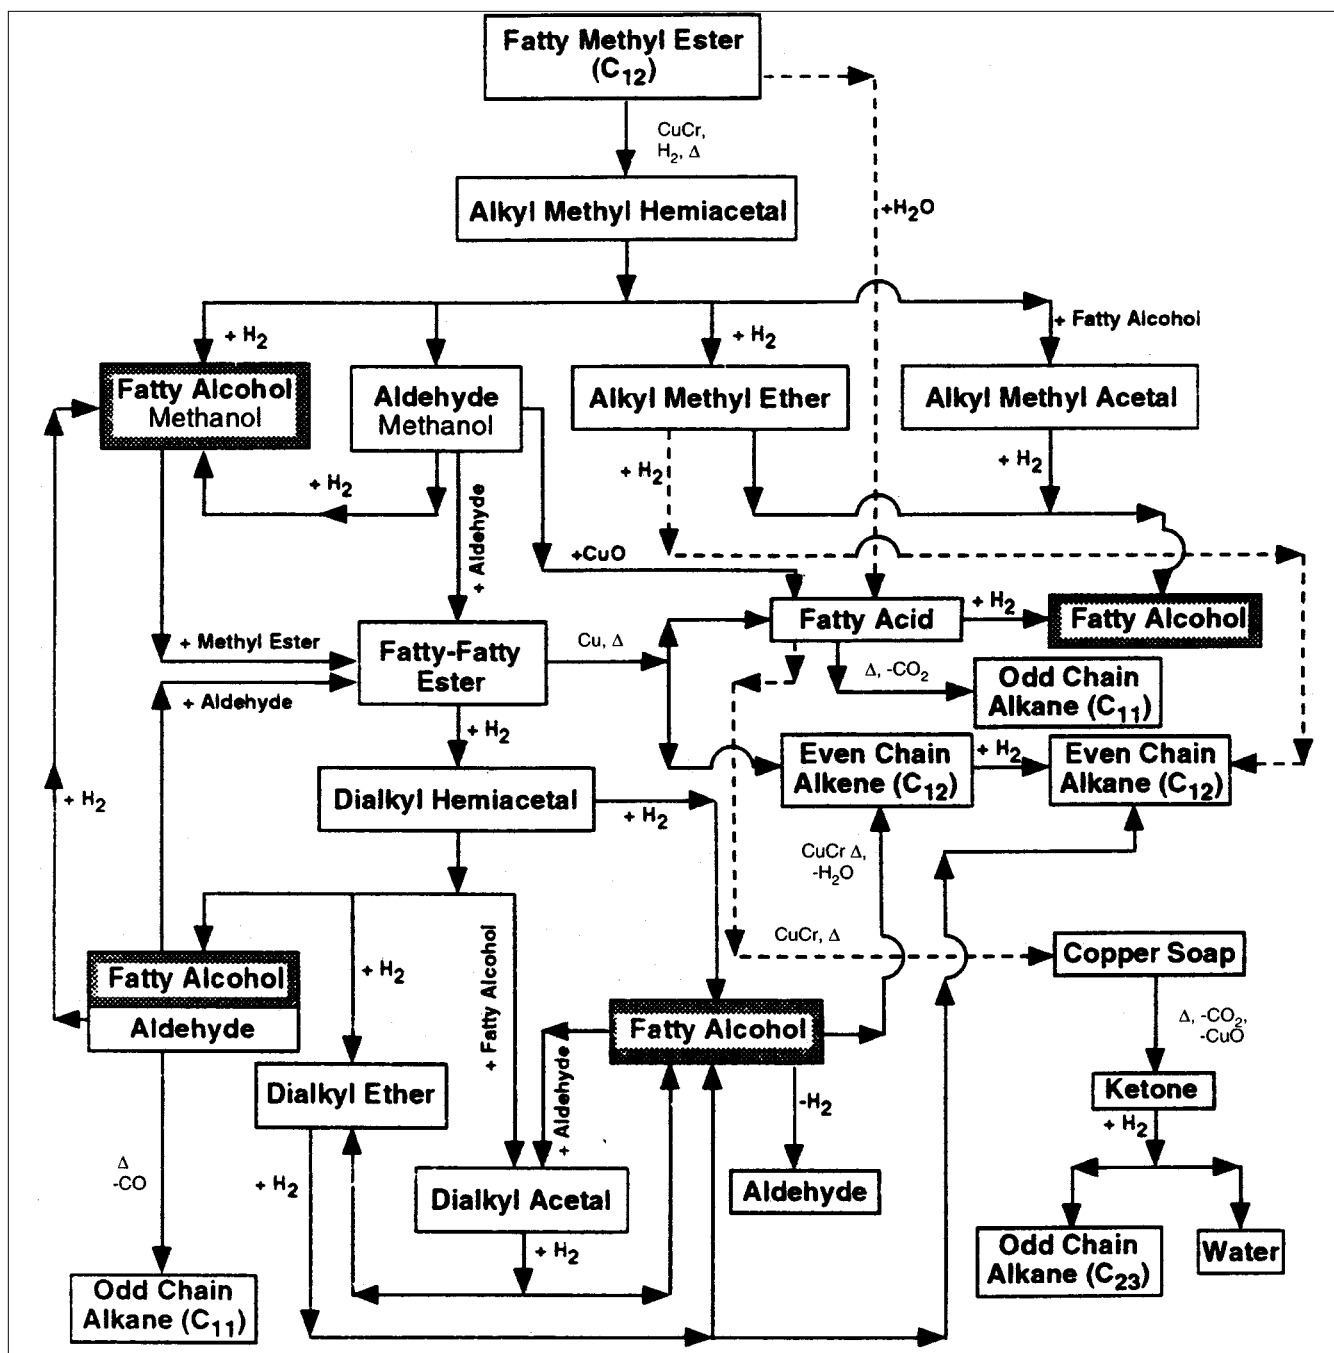 Fatty Methyl Ester
(C12)
CuCr,
H2, Δ
+H2O
Alkyl Methyl Hemiacetal
+ H2
+ H2
+ Fatty Alcohol
Fatty Alcohol
Methanol
Aldehyde
Methanol
Alkyl Methyl Ether
Alkyl Methyl Acetal
+ H2
+ H2
+ H2
+ Aldehyde
+CuO
+ Methyl Ester
Fatty-Fatty
Ester
Cu, Δ
Fatty Acid
+ H2
Fatty Alcohol
Δ, -CO2
Odd Chain
Alkane (C11)
+ Aldehyde
+ H2
Even Chain
Alkene (C12)
+ H2
Even Chain
Alkane (C12)
+ H2
Dialkyl Hemiacetal
+ H2
CuCr Δ,
-H2O
CuCr, Δ
Copper Soap
Fatty Alcohol
Aldehyde
+ H2
+ Fatty Alcohol
Fatty Alcohol
Δ, -CO2,
-CuO
Dialkyl Ether
+ Aldehyde
-H2
Ketone
+ H2
Δ
-CO
+ H2
Dialkyl Acetal
Aldehyde
+ H2
Odd Chain
Alkane (C23)
Water
Odd Chain
Alkane (C11)